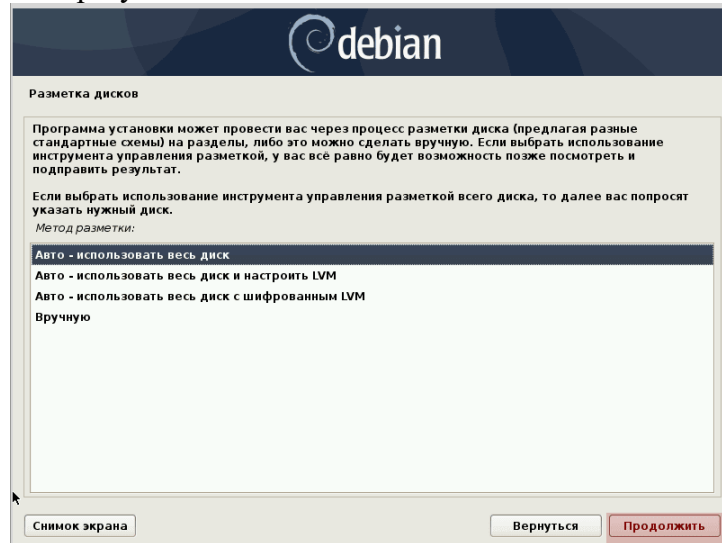 debian
Разметка дисков
Программа установки может провести вас через процесс разметки диска (предлагая разные
стандартные схемы) на разделы, либо это можно сделать вручную. Если выбрать использование
инструмента управления разметкой, у вас всё равно будет возможность позже посмотреть и
подправить результат.
Если выбрать использование инструмента управления разметкой всего диска, то далее вас попросят
указать нужный диск.
Метод разметки:
Авто - использовать весь диск
Авто - использовать весь диск и настроить LVM
Авто - использовать весь диск с шифрованным LVM
Вручную
Снимок экрана
Вернуться
Продолжить